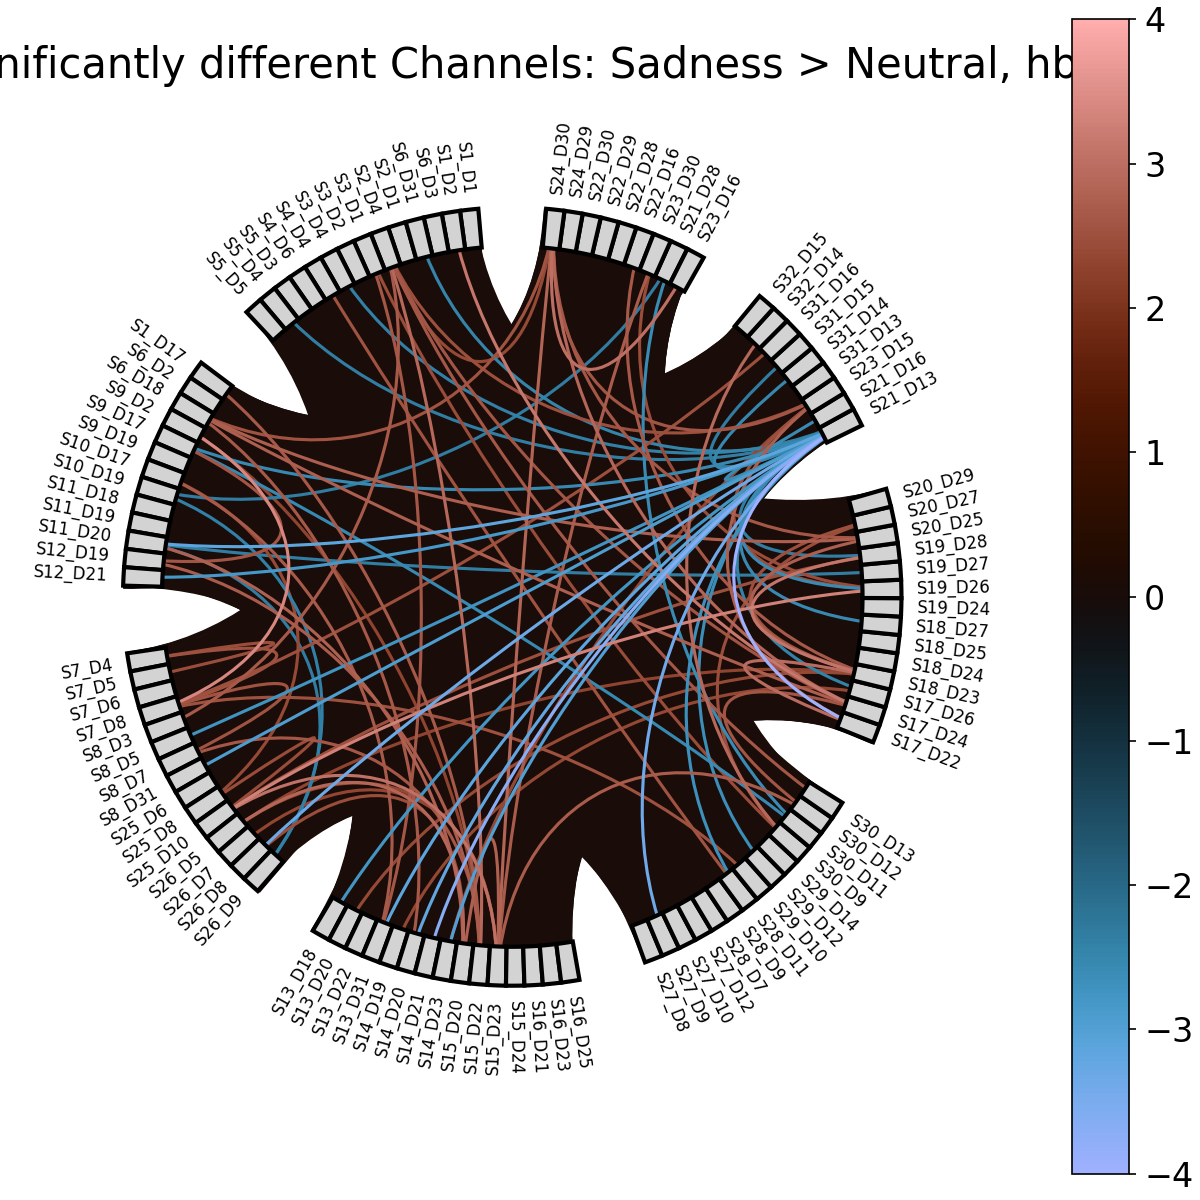 nificantly different Channels: Sadness > Neutral, hb
S24_D30
S24_D29
S22_D30
S22_D29
S22_D28
S22_D16
S23_D30
S21_D28
S23_D16
S32_D15
S32_D14
S31_D16
S31_D15
S31_D14
S31_D13
S23_D15
S21_D16
S21_D13
S20_D29
S20_D27
S20_D25
S19_D28
S19_D27
S19_D26
S19_D24
S18_D27
S18_D25
S18_D24
S18_D23
S17_D26
S17_D24
S17_D22
S30_D13
S30_D12
S30_D11
S30_D9
S29_D14
S29_D12
S29_D10
S28_D11
S28_D9
S28_D7
S27_D12
S27_D10
S27_D9
S27_D8
S16_D25
S16_D23
S16_D21
S15_D24
S15_D23
S15_D22
S15_D20
S14_D23
S14_D21
S14_D20
S14_D19
S13_D31
S13_D22
S13_D20
S13_D18
S26_D9
S26_D8
S26_D7
S26_D5
S25_D10
S25_D8
S25_D6
S8_D31
S8_D7
S8_D5
S8_D3
S7_D8
S7_D6
S7_D5
S7_D4
S12_D21
S12_D19
S11_D20
S11_D19
S11_D18
S10_D19
S10_D17
S9_D19
S9_D17
S9_D2
S6_D18
S6_D2
S1_D17
S5_D5
S5_D4
S5_D3
S4_D6
S4_D4
S3_D4
S3_D2
S3_D1
S2_D4
S2_D1
S6_D31
S6_D3
S1_D2
S1_D1
4
3
2
1
0
−1
−2
−3
−4